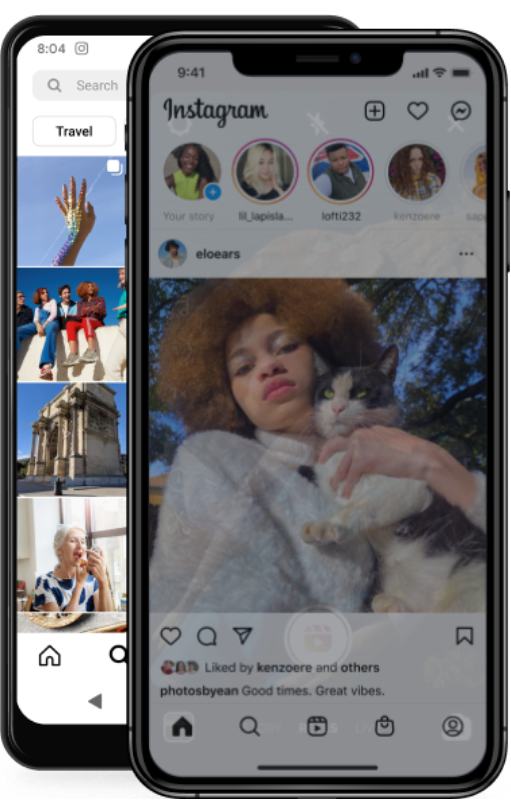 8:04
Search
Travel
9:41
Instagram
Your story
lil_lapisla...
lofti232
kenzoere
eloears
Liked by kenzoere and others
photosbyean Good times. Great vibes.